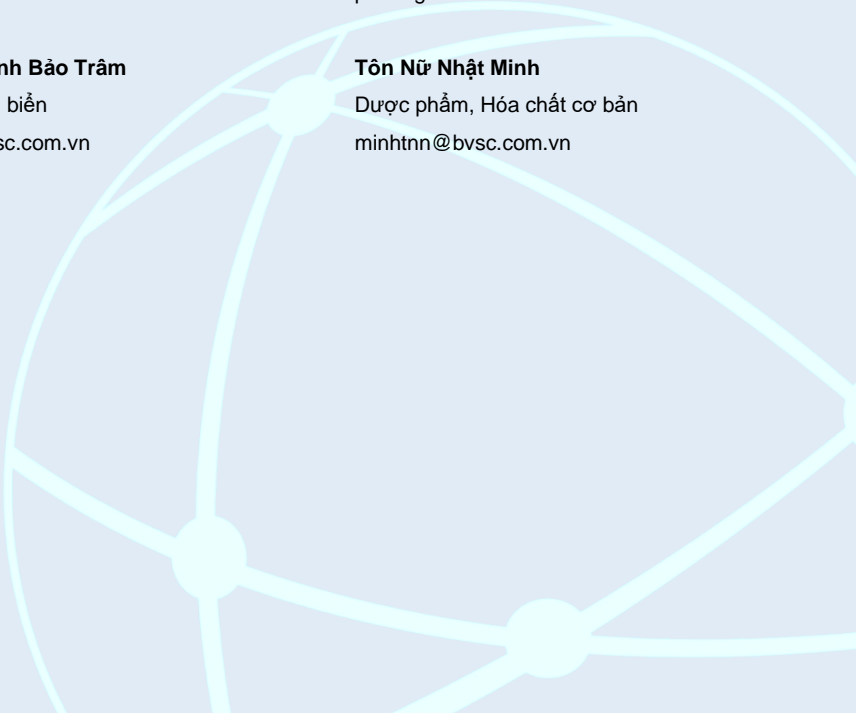 nh Bảo Trâm
biển
sc.com.vn
Tôn Nữ Nhật Minh
Dược phẩm, Hóa chất cơ bản
minhtnn@bvsc.com.vn